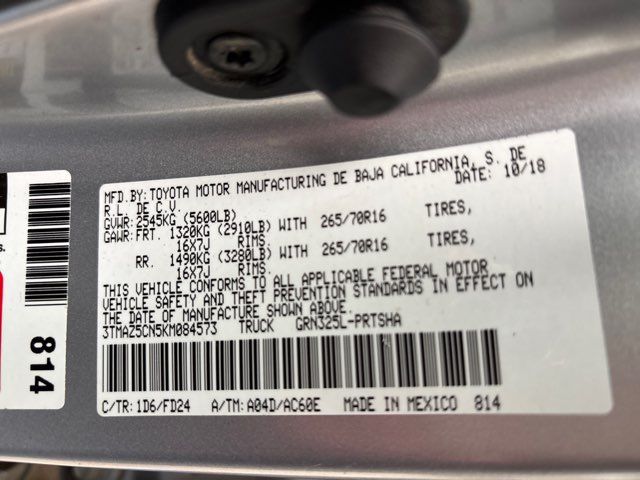 MFD.BY:TOYOTA MOTOR MANUFACTURING DE BAJA CALIFORNIA, S. DE
R.L. DE C.V. DATE: 10/18
GVWR:2545KG (5600LB)
GAWR:FRT. 1320KG (2910LB)WITH 265/70R16 TIRES,
16X7J RIMS.
RR. 1490KG (3280LB)WITH 265/70R16 TIRES,
16X7J RIMS.
THIS VEHICLE CONFORMS TO ALL APPLICABLE FEDERAL MOTOR
VEHICLE SAFETY AND THEFT PREVENTION STANDARDS IN EFFECT ON
THE DATE OF MANUFACTURE SHOWN ABOVE.
3TMAZ5CN5KM084573 TRUCK GRN325L-PRTSHA
C/TR:1D6/FD24 A/TM:A04D/AC60E MADE IN MEXICO 814
s.
814